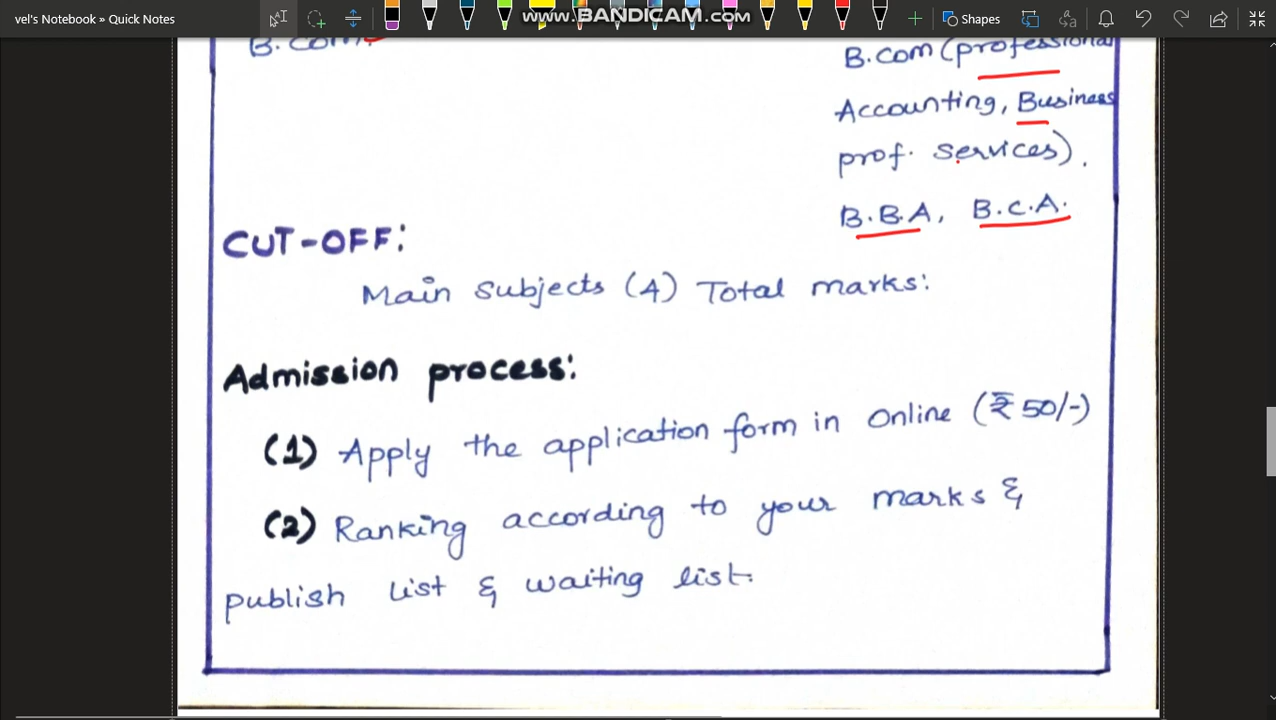 vel's Notebook » Quick Notes
www.BANDICAM.com
Shapes
B.com
B.com (professional
Accounting, Business
prof. services).
B.B.A, B.C.A.
CUT-OFF:
Main subjects (4) Total marks:
Admission process:
(1) Apply the application form in online (₹ 50/-)
(2) Ranking according to your marks &
publish list & waiting list.